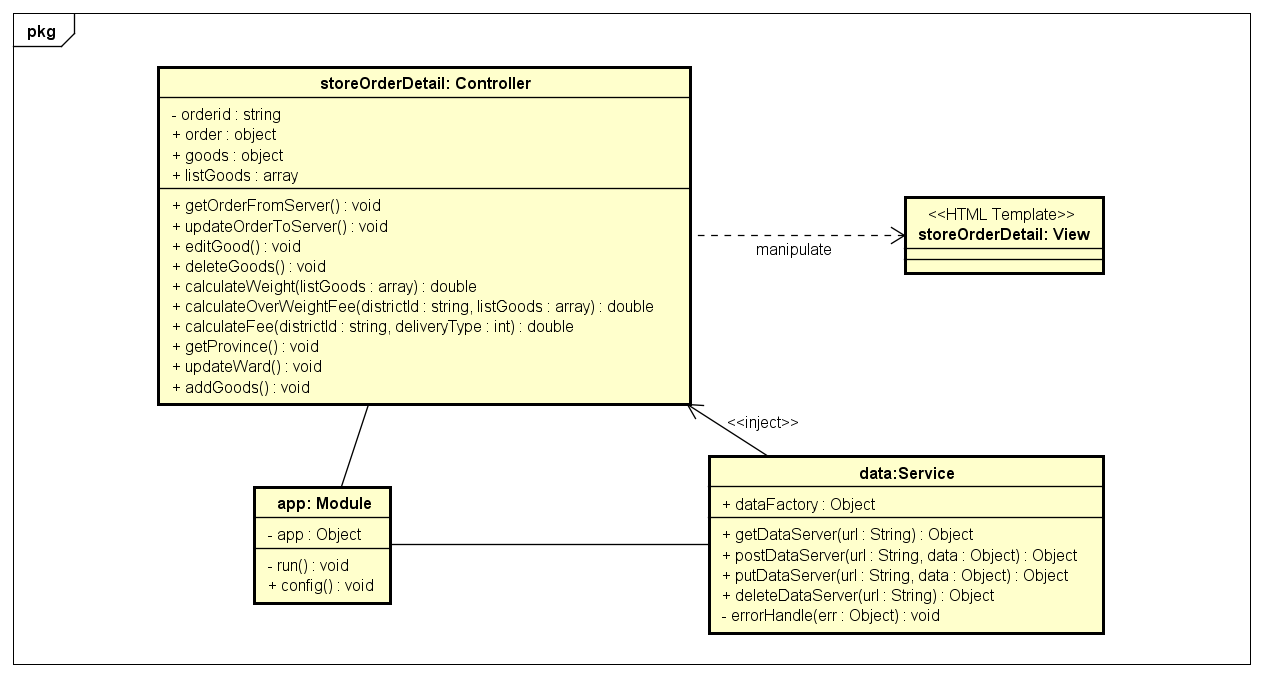 pkg
storeOrderDetail: Controller
- orderid : string
+ order : object
+ goods : object
+ listGoods : array
+ getOrderFromServer() : void
+ updateOrderToServer() : void
+ editGood() : void
+ deleteGoods() : void
+ calculateWeight(listGoods : array) : double
+ calculateOverWeightFee(districtId : string, listGoods : array) : double
+ calculateFee(districtId : string, deliveryType : int) : double
+ getProvince() : void
+ updateWard() : void
+ addGoods() : void
<<HTML Template>>
storeOrderDetail: View
manipulate
<<inject>>
app: Module
- app : Object
- run() : void
+ config() : void
data:Service
+ dataFactory : Object
+ getDataServer(url : String) : Object
+ postDataServer(url : String, data : Object) : Object
+ putDataServer(url : String, data : Object) : Object
+ deleteDataServer(url : String) : Object
- errorHandle(err : Object) : void